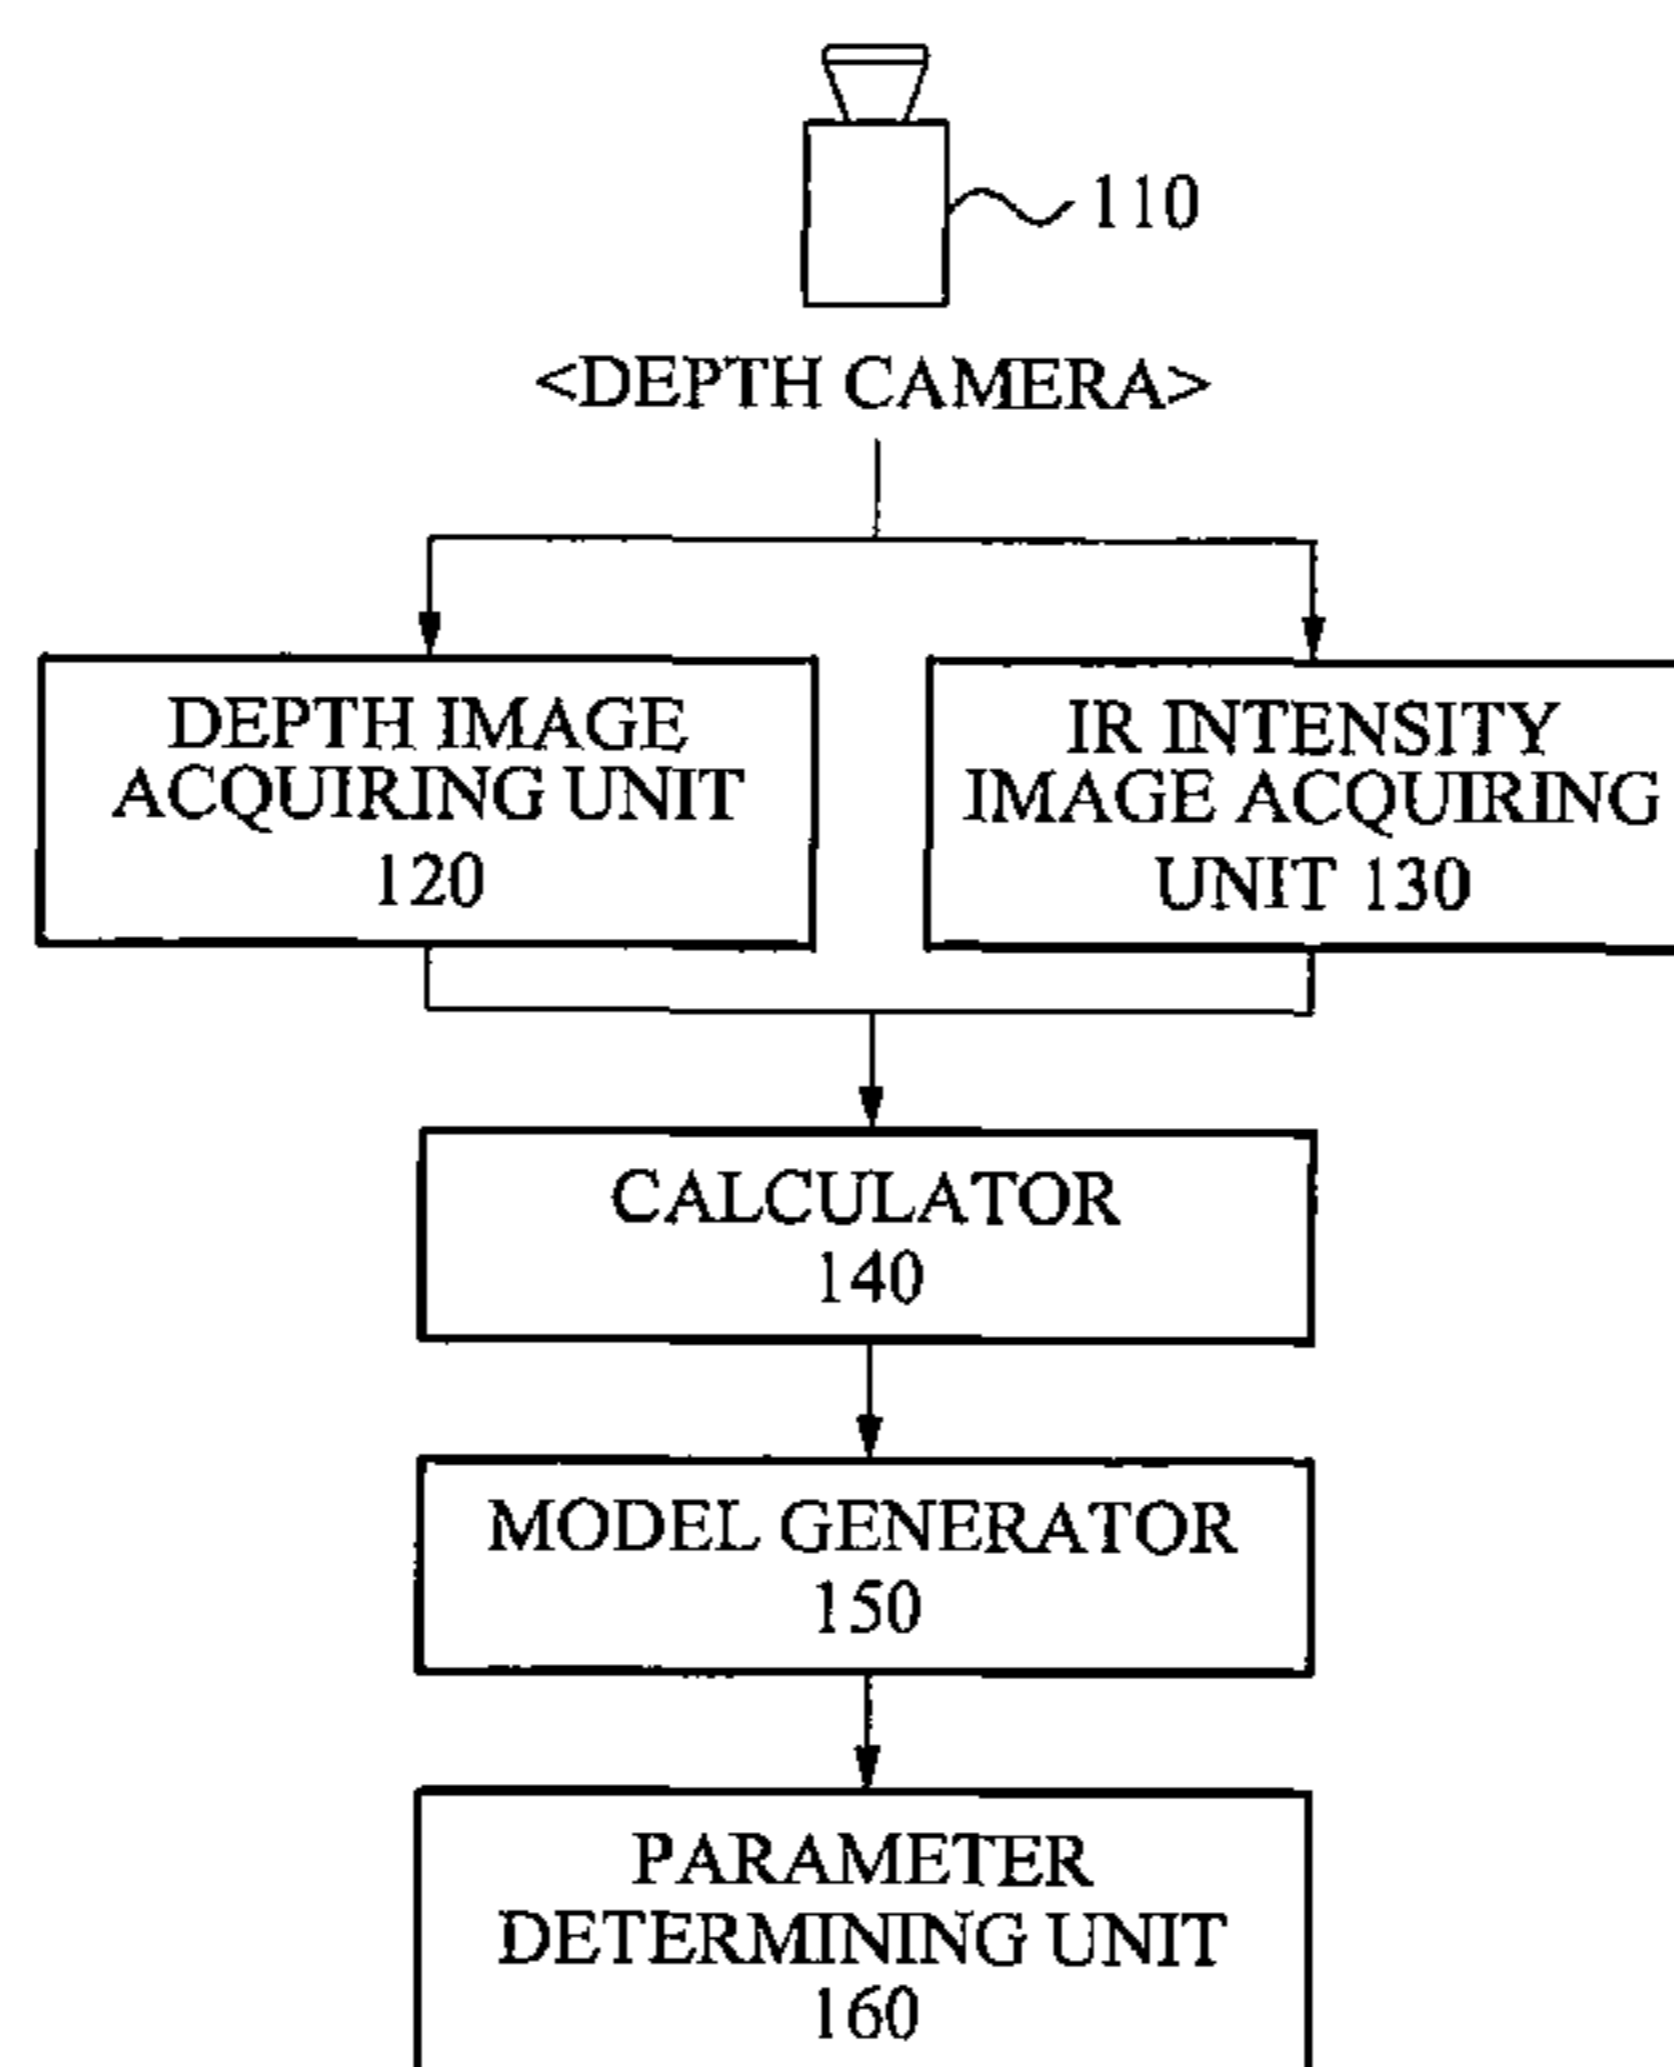 110
<DEPTH CAMERA>
DEPTH IMAGE
ACQUIRING UNIT
120
IR INTENSITY
IMAGE ACQUIRING
UNIT 130
CALCULATOR
140
MODEL GENERATOR
150
PARAMETER
DETERMINING UNIT
160